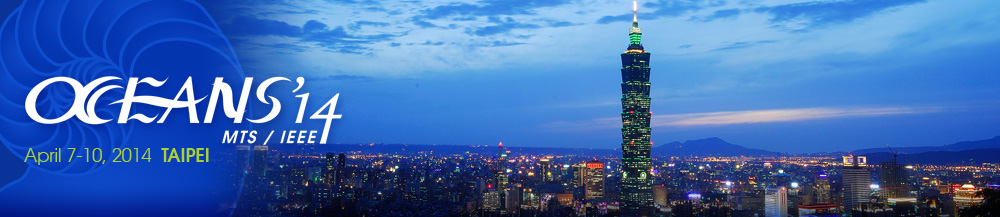 OCEANS'14
MTS / IEEE
April 7-10, 2014 TAIPEI